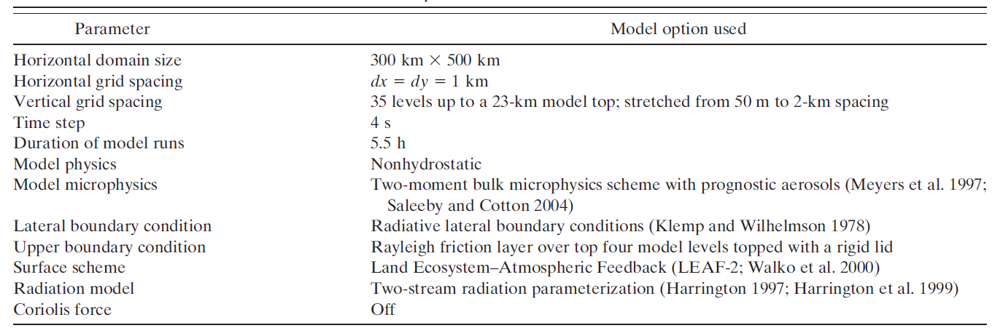 Parameter Model option used
Horizontal domain size 300 km × 500 km
Horizontal grid spacing dx = dy = 1 km
Vertical grid spacing 35 levels up to a 23-km model top; stretched from 50 m to 2-km spacing
Time step 4 s
Duration of model runs 5.5 h
Model physics Nonhydrostatic
Model microphysics Two-moment bulk microphysics scheme with prognostic aerosols (Meyers et al. 1997;
Saleeby and Cotton 2004)
Lateral boundary condition Radiative lateral boundary conditions (Klemp and Wilhelmson 1978)
Upper boundary condition Rayleigh friction layer over top four model levels topped with a rigid lid
Surface scheme Land Ecosystem–Atmospheric Feedback (LEAF-2; Walko et al. 2000)
Radiation model Two-stream radiation parameterization (Harrington 1997; Harrington et al. 1999)
Coriolis force Off